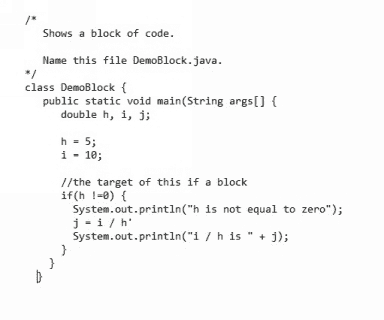 /*
Shows a block of code.
Name this file DemoBlock.java.
*/
class DemoBlock {
public static void main(String args[] {
double h, i, j;
h = 5;
i = 10;
//the target of this if a block
if(h !=0) {
System.out.println("h is not equal to zero");
j = i / h'
System.out.println("i / h is " + j);
}
}
}